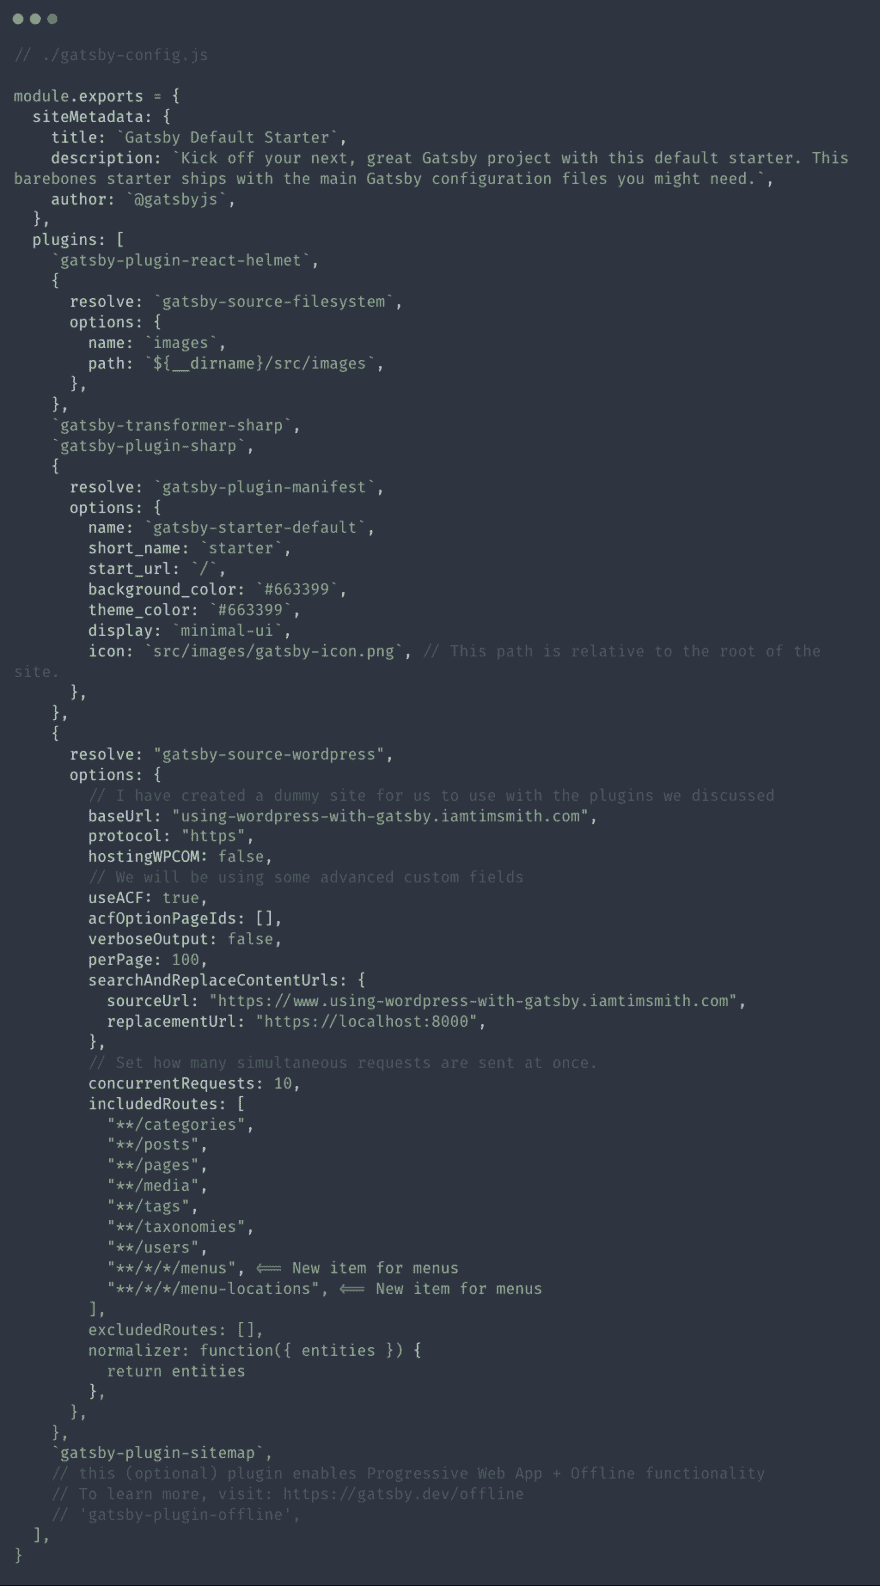 // ./gatsby-config.js

module.exports = {
  siteMetadata: {
    title: `Gatsby Default Starter`,
    description: `Kick off your next, great Gatsby project with this default starter. This
barebones starter ships with the main Gatsby configuration files you might need.`,
    author: `@gatsbyjs`,
  },
  plugins: [
    `gatsby-plugin-react-helmet`,
    {
      resolve: `gatsby-source-filesystem`,
      options: {
        name: `images`,
        path: `${__dirname}/src/images`,
      },
    },
    `gatsby-transformer-sharp`,
    `gatsby-plugin-sharp`,
    {
      resolve: `gatsby-plugin-manifest`,
      options: {
        name: `gatsby-starter-default`,
        short_name: `starter`,
        start_url: `/`,
        background_color: `#663399`,
        theme_color: `#663399`,
        display: `minimal-ui`,
        icon: `src/images/gatsby-icon.png`, // This path is relative to the root of the
site.
      },
    },
    {
      resolve: "gatsby-source-wordpress",
      options: {
        // I have created a dummy site for us to use with the plugins we discussed
        baseUrl: "using-wordpress-with-gatsby.iamtimsmith.com",
        protocol: "https",
        hostingWPCOM: false,
        // We will be using some advanced custom fields
        useACF: true,
        acfOptionPageIds: [],
        verboseOutput: false,
        perPage: 100,
        searchAndReplaceContentUrls: {
          sourceUrl: "https://www.using-wordpress-with-gatsby.iamtimsmith.com",
          replacementUrl: "https://localhost:8000",
        },
        // Set how many simultaneous requests are sent at once.
        concurrentRequests: 10,
        includedRoutes: [
          "**/categories",
          "**/posts",
          "**/pages",
          "**/media",
          "**/tags",
          "**/taxonomies",
          "**/users",
          "**/*/*/menus", <== New item for menus
          "**/*/*/menu-locations", <== New item for menus
        ],
        excludedRoutes: [],
        normalizer: function({ entities }) {
          return entities
        },
      },
    },
    `gatsby-plugin-sitemap`,
    // this (optional) plugin enables Progressive Web App + Offline functionality
    // To learn more, visit: https://gatsby.dev/offline
    // 'gatsby-plugin-offline',
  ],
}